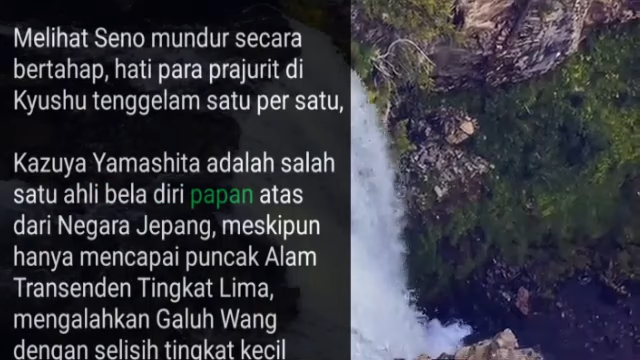 Melihat Seno mundur secara
bertahap, hati para prajurit di
Kyushu tenggelam satu per satu,
Kazuya Yamashita adalah salah
satu ahli bela diri papan atas
dari Negara Jepang, meskipun
hanya mencapai puncak Alam
Transenden Tingkat Lima,
mengalahkan Galuh Wang
dengan selisih tingkat kecil